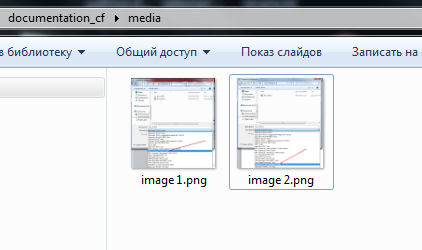 documentation_cf ▸ media
в библиотеку ▾ Общий доступ ▾ Показ слайдов Записать на
image 1.png image 2.png